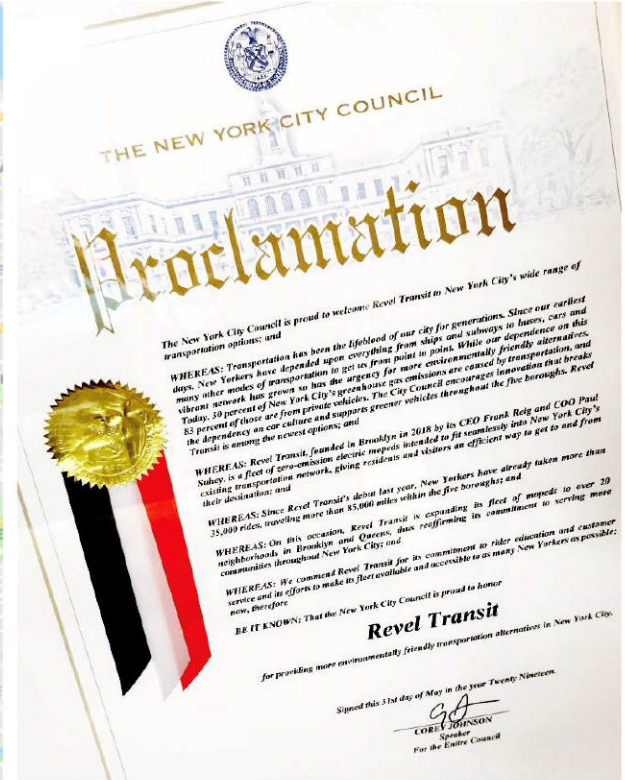 THE NEW YORK CITY COUNCIL
Proclamation
The New York City Council is proud to welcome Revel Transit to New York City's wide range of
transportation options; and
WHEREAS: Transportation has been the lifeblood of our city for generations. Since our earliest
days, New Yorkers have depended upon everything from ships and subways to buses, cars and
many other modes of transportation to get us from point to point. While our dependence on this
vibrant network has grown so has the urgency for more environmentally friendly alternatives.
Today, 30 percent of New York City's greenhouse gas emissions are caused by transportation, and
83 percent of those are from private vehicles. The City Council encourages innovation that breaks
the dependency on car culture and supports greener vehicles throughout the five boroughs. Revel
Transit is among the newest options; and
WHEREAS: Revel Transit, founded in Brooklyn in 2018 by its CEO Frank Reig and COO Paul
Suhey, is a fleet of zero-emission electric mopeds intended to fit seamlessly into New York City's
existing transportation network, giving residents and visitors an efficient way to get to and from
their destination; and
WHEREAS: Since Revel Transit's debut last year, New Yorkers have already taken more than
35,000 rides, traveling more than 85,000 miles within the five boroughs; and
WHEREAS: On this occasion, Revel Transit is expanding its fleet of mopeds to over 20
neighborhoods in Brooklyn and Queens, thus reaffirming its commitment to serving more
communities throughout New York City; and
WHEREAS: We commend Revel Transit for its commitment to rider education and customer
service and its efforts to make its fleet available and accessible to as many New Yorkers as possible;
now, therefore
BE IT KNOWN: That the New York City Council is proud to honor
Revel Transit
for providing more environmentally friendly transportation alternatives in New York City.
Signed this 31st day of May in the year Twenty Nineteen.
COREY JOHNSON
Speaker
For the Entire Council